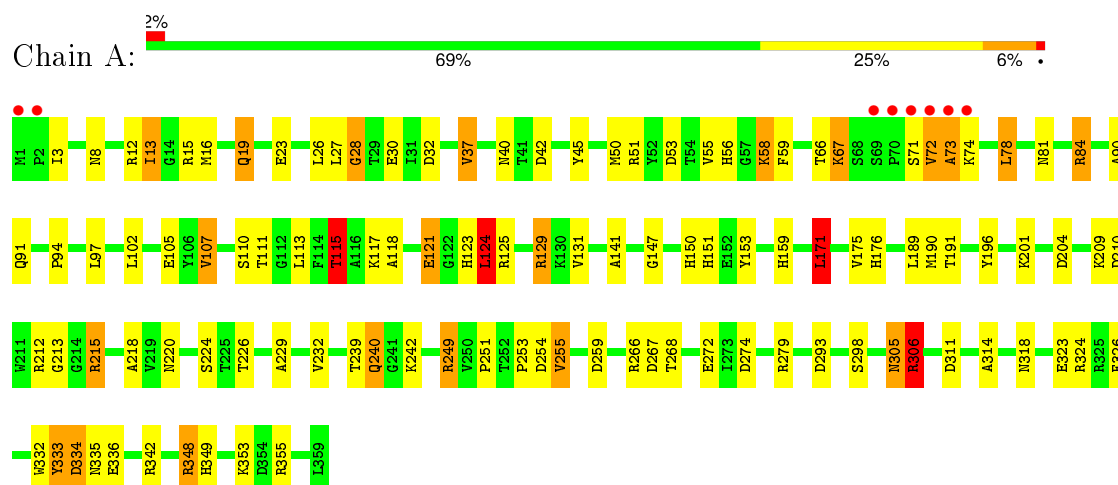 2%
Chain A:
69% 25% 6% •
M1 P2 I3 N8 R12 I13 G14 R15 M16 Q19 E23 L26 L27 G28 T29 E30 I31 D32 V37 N40 T41 D42 Y45 M50 R51 Y52 D53 T54 V55 H56 G57 K58 F59 T66 K67 S68 S69 P70 S71 V72 A73 K74 L78 N81 R84
Q91 P94 L97 L102 E105 Y106 V107 S110 T111 G112 L113 F114 T115 A116 K117 A118 E121 G122 H123 L124 R125 R129 K130 V131 A141 G147 H150 H151 E152 Y153 H159 L171 V175 H176 L189 M190 T191 Y196 K201 D204 K209 D210
W211 R212 G213 G214 R215 A218 V219 N220 S224 T225 T226 A229 V232 T239 Q240 G241 K242 R249 V250 P251 T252 P253 D254 V255 D259 R266 D267 T268 E272 I273 D274 R279 D293 S298 N305 R306 D311 A314 N318 E323 R324 R325 E326
W332 Y333 D334 N335 E336 R342 R348 H349 K353 D354 R355 L359